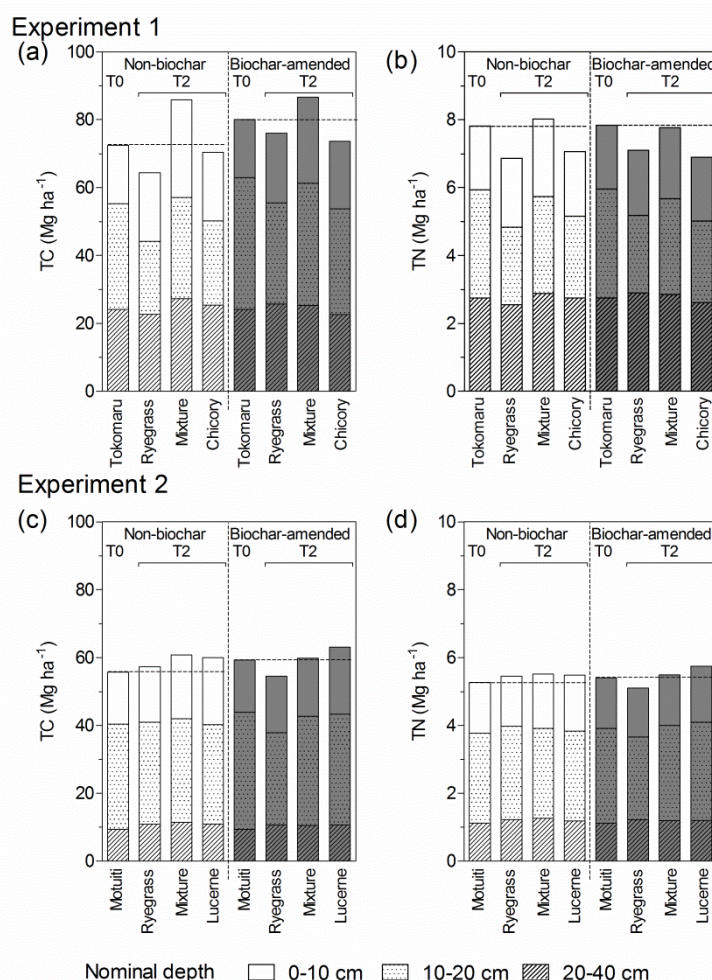 Experiment 1
(a)
Non-biochar Biochar-amended
T0 T2 T0 T2
TC (Mg ha⁻¹)
100
80
60
40
20
0
Tokomaru
Ryegrass
Mixture
Chicory
Tokomaru
Ryegrass
Mixture
Chicory
(b)
Non-biochar Biochar-amended
T0 T2 T0 T2
TN (Mg ha⁻¹)
10
8
6
4
2
0
Tokomaru
Ryegrass
Mixture
Chicory
Tokomaru
Ryegrass
Mixture
Chicory
Experiment 2
(c)
Non-biochar Biochar-amended
T0 T2 T0 T2
TC (Mg ha⁻¹)
100
80
60
40
20
0
Motuiti
Ryegrass
Mixture
Lucerne
Motuiti
Ryegrass
Mixture
Lucerne
(d)
Non-biochar Biochar-amended
T0 T2 T0 T2
TN (Mg ha⁻¹)
10
8
6
4
2
0
Motuiti
Ryegrass
Mixture
Lucerne
Motuiti
Ryegrass
Mixture
Lucerne
Nominal depth 0-10 cm 10-20 cm 20-40 cm